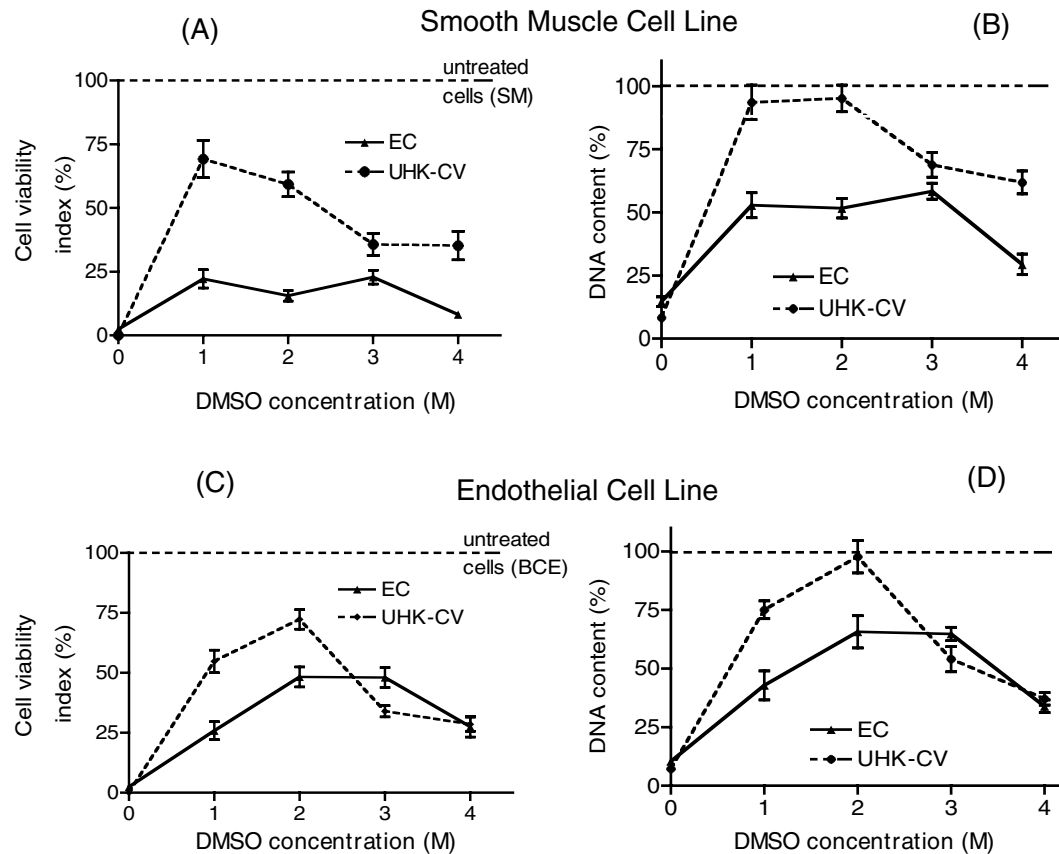 (A)
Smooth Muscle Cell Line
(B)
Cell viability
index (%)
100
75
50
25
0
untreated
cells (SM)
EC
UHK-CV
0 1 2 3 4
DMSO concentration (M)
DNA content (%)
100
75
50
25
0
EC
UHK-CV
0 1 2 3 4
DMSO concentration (M)
(C)
Endothelial Cell Line
(D)
Cell viability
index (%)
100
75
50
25
0
untreated
cells (BCE)
EC
UHK-CV
0 1 2 3 4
DMSO concentration (M)
DNA content (%)
100
75
50
25
0
EC
UHK-CV
0 1 2 3 4
DMSO concentration (M)